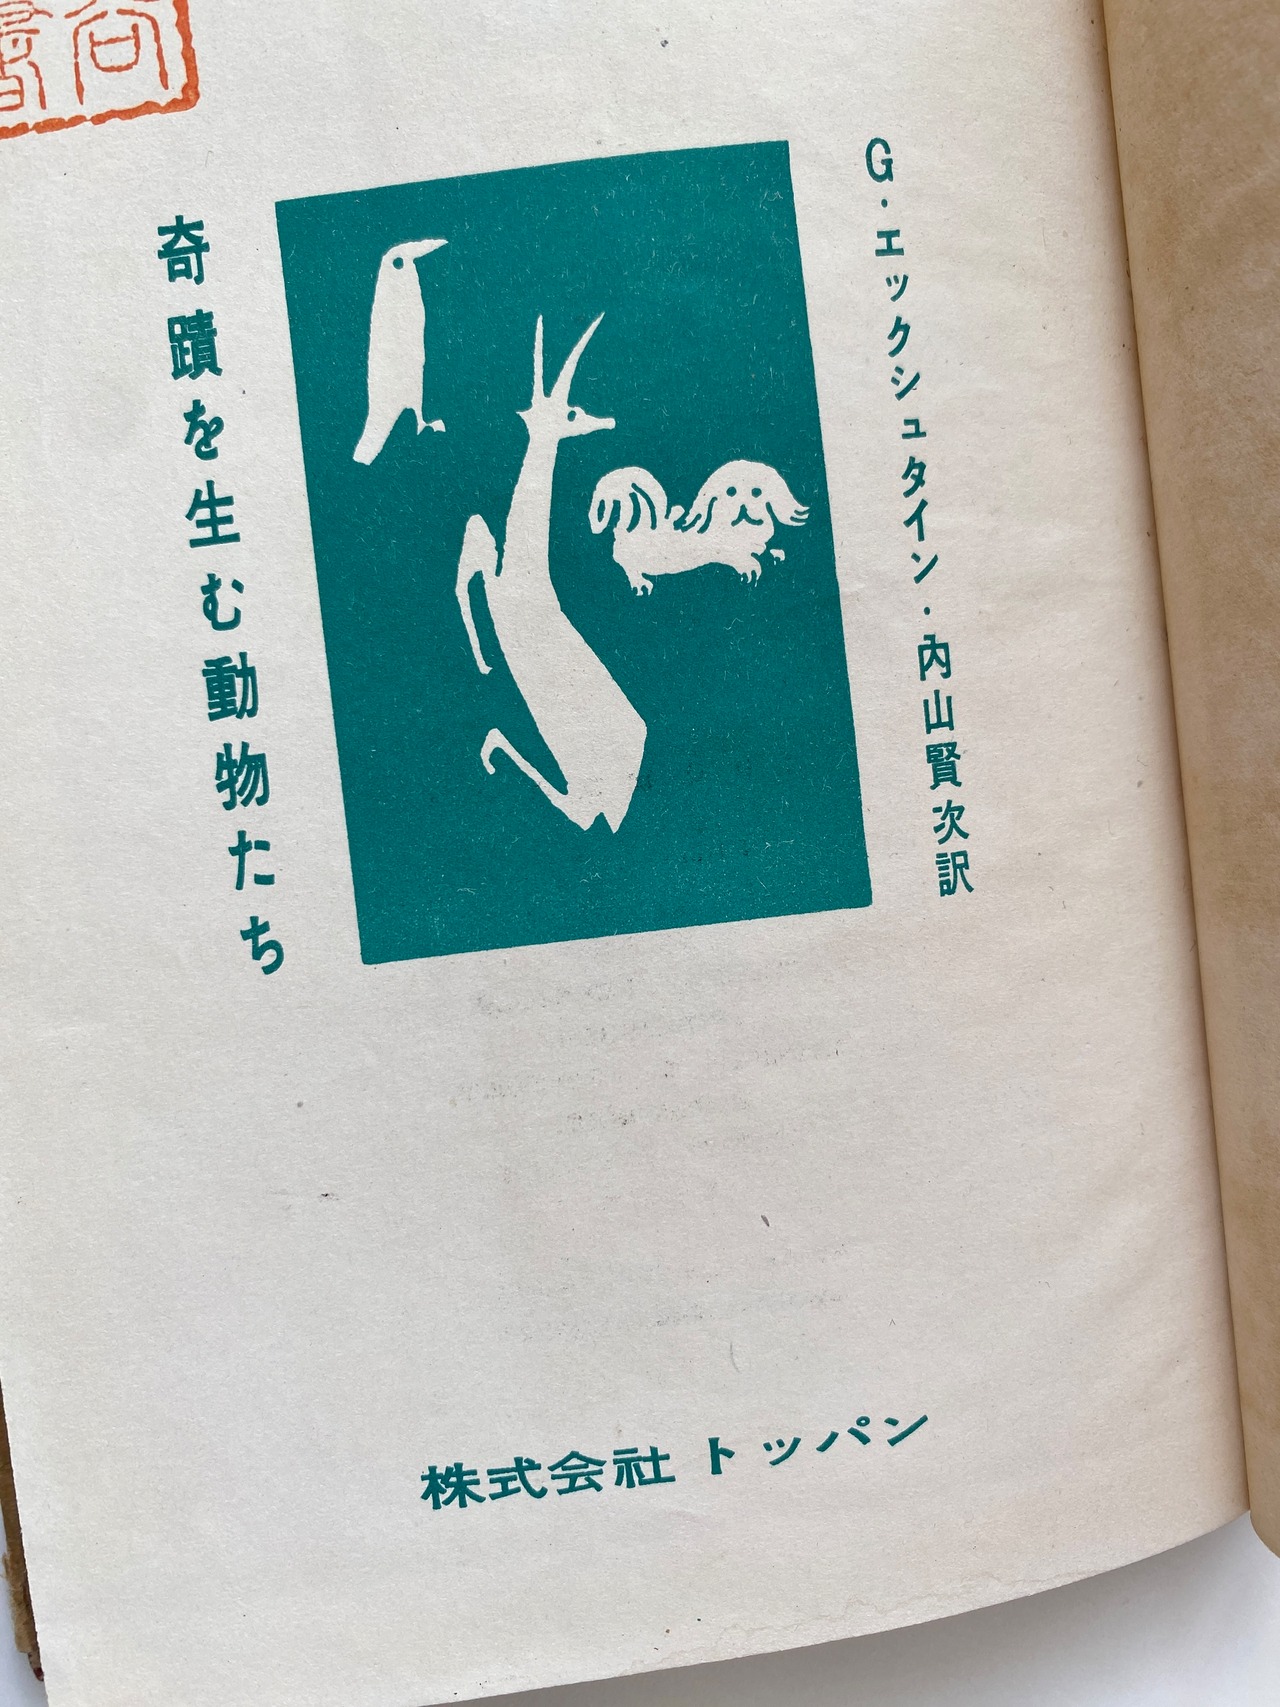 G・エックシュタイン・內山賢次訳
奇蹟を生む動物たち
株式会社トッパン